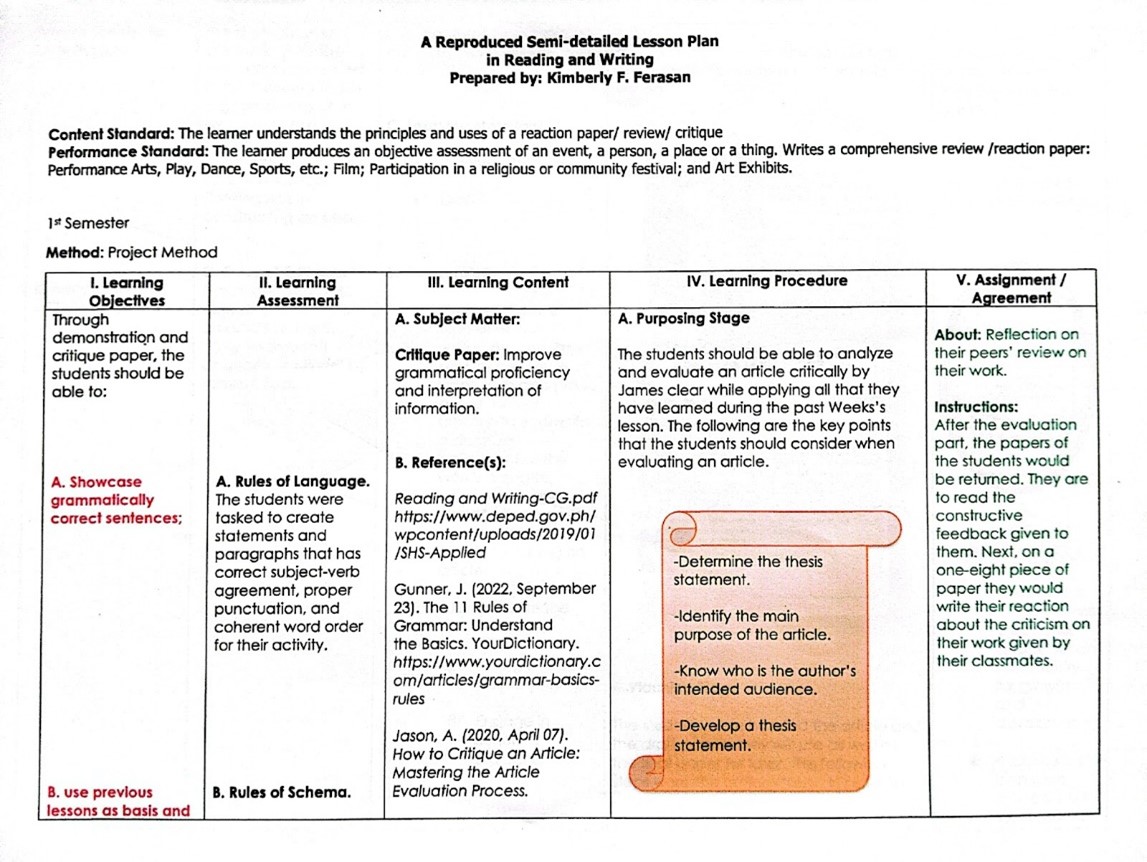 A Reproduced Semi-detailed Lesson Plan
in Reading and Writing
Prepared by: Kimberly F. Ferasan
Content Standard: The learner understands the principles and uses of a reaction paper/ review/ critique
Performance Standard: The learner produces an objective assessment of an event, a person, a place or a thing. Writes a comprehensive review /reaction paper:
Performance Arts, Play, Dance, Sports, etc.; Film; Participation in a religious or community festival; and Art Exhibits.
1st Semester
Method: Project Method
I. Learning
Objectives
Through
demonstration and
critique paper, the
students should be
able to:
A. Showcase
grammatically
correct sentences;
B. use previous
lessons as basis and
II. Learning
Assessment
A. Rules of Language.
The students were
tasked to create
statements and
paragraphs that has
correct subject-verb
agreement, proper
punctuation, and
coherent word order
for their activity.
B. Rules of Schema.
III. Learning Content
A. Subject Matter:
Critique Paper: Improve
grammatical proficiency
and interpretation of
information.
B. Reference(s):
Reading and Writing-CG.pdf
https://www.deped.gov.ph/
wpcontent/uploads/2019/01
/SHS-Applied
Gunner, J. (2022, September
23). The 11 Rules of
Grammar: Understand
the Basics. YourDictionary.
https://www.yourdictionary.c
om/articles/grammar-basics-
rules
Jason, A. (2020, April 07).
How to Critique an Article:
Mastering the Article
Evaluation Process.
IV. Learning Procedure
A. Purposing Stage
The students should be able to analyze
and evaluate an article critically by
James clear while applying all that they
have learned during the past Weeks's
lesson. The following are the key points
that the students should consider when
evaluating an article.
-Determine the thesis
statement.
-Identify the main
purpose of the article.
-Know who is the author's
intended audience.
-Develop a thesis
statement.
V. Assignment /
Agreement
About: Reflection on
their peers' review on
their work.
Instructions:
After the evaluation
part, the papers of
the students would
be returned. They are
to read the
constructive
feedback given to
them. Next, on a
one-eight piece of
paper they would
write their reaction
about the criticism on
their work given by
their classmates.